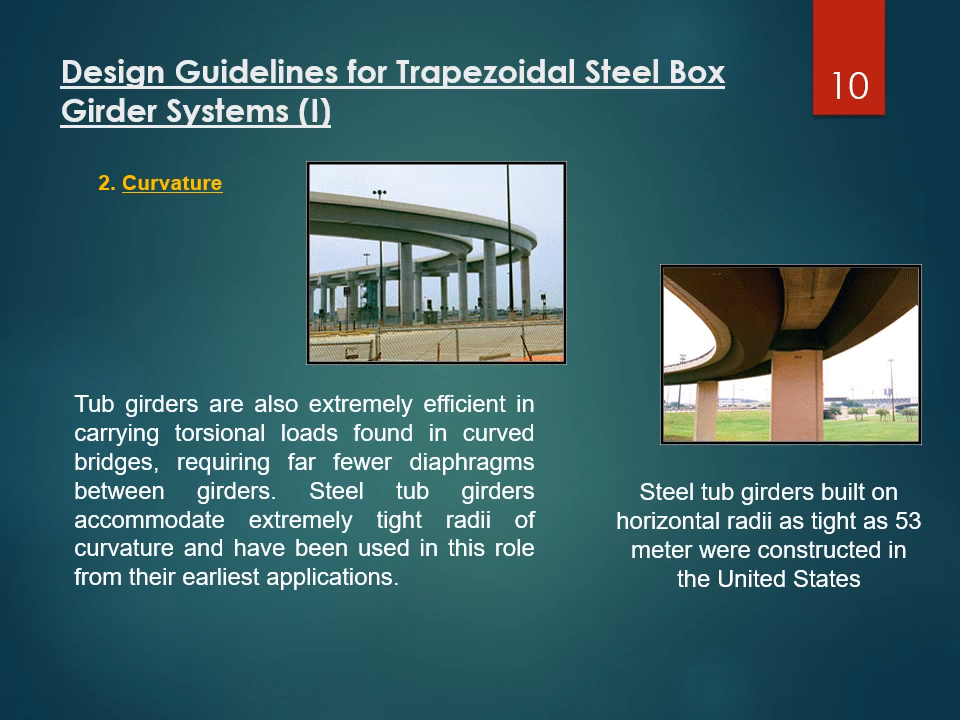 Design Guidelines for Trapezoidal Steel Box
Girder Systems (I)
10
2. Curvature
Tub girders are also extremely efficient in
carrying torsional loads found in curved
bridges, requiring far fewer diaphragms
between girders. Steel tub girders
accommodate extremely tight radii of
curvature and have been used in this role
from their earliest applications.
Steel tub girders built on
horizontal radii as tight as 53
meter were constructed in
the United States